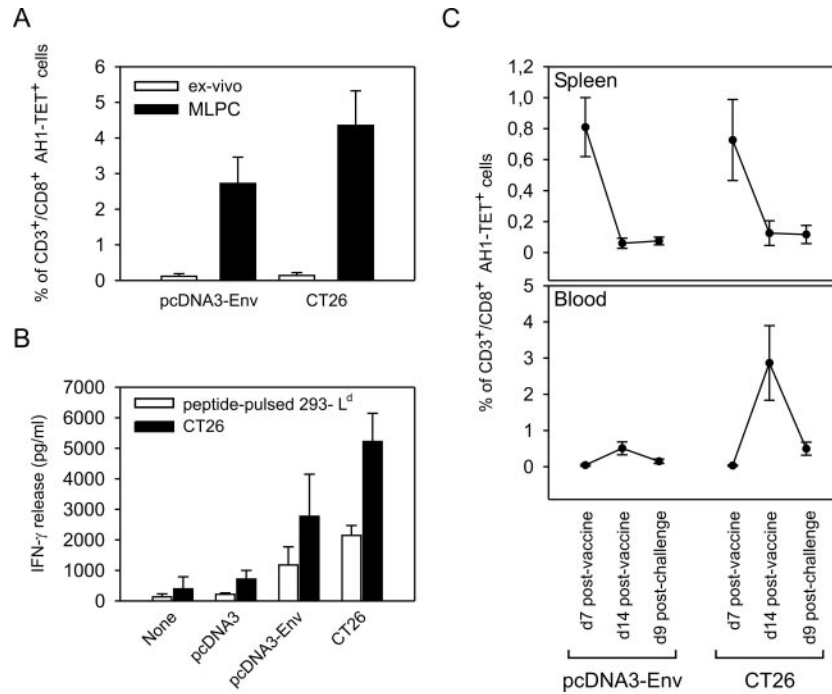 A
% of CD3+/CD8+ AH1-TET+ cells
6
5
4
3
2
1
0
ex-vivo
MLPC
pcDNA3-Env
CT26
B
IFN-γ release (pg/ml)
7000
6000
5000
4000
3000
2000
1000
0
peptide-pulsed 293- Ld
CT26
None
pcDNA3
pcDNA3-Env
CT26
C
% of CD3+/CD8+ AH1-TET+ cells
1,2
1,0
0,8
0,6
0,4
0,2
0
Spleen
5
4
3
2
1
0
Blood
d7 post-vaccine
d14 post-vaccine
d9 post-challenge
d7 post-vaccine
d14 post-vaccine
d9 post-challenge
pcDNA3-Env
CT26